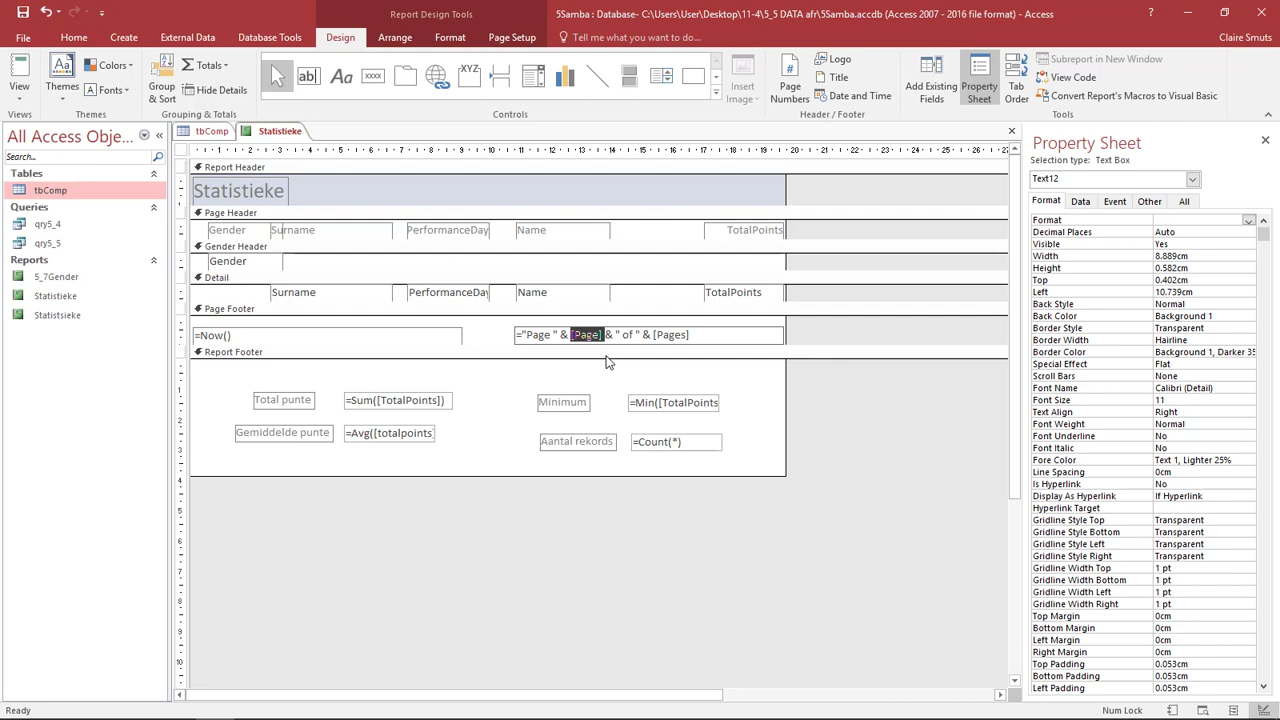 Report Design Tools
5Samba : Database- C:\Users\User\Desktop\11-4\5_5 DATA afr\5Samba.accdb (Access 2007 - 2016 file format) - Access
?
File
Home
Create
External Data
Database Tools
Design
Arrange
Format
Page Setup
Tell me what you want to do...
Claire Smuts
View
Themes
Colors
Fonts
Group & Sort
Totals
Hide Details
ab|
Aa
xxxx
XYZ
Insert Image
Page Numbers
Logo
Title
Date and Time
Add Existing Fields
Property Sheet
Tab Order
Subreport in New Window
View Code
Convert Report's Macros to Visual Basic
Views
Themes
Grouping & Totals
Controls
Header / Footer
Tools
All Access Obje...
Search...
Tables
tbComp
Queries
qry5_4
qry5_5
Reports
5_7Gender
Statistieke
Statistsieke
tbComp
Statistieke
Report Header
Statistieke
Page Header
Gender
Surname
PerformanceDay
Name
TotalPoints
Gender Header
Gender
Detail
Surname
PerformanceDay
Name
TotalPoints
Page Footer
=Now()
="Page " & [Page] & " of " & [Pages]
Report Footer
Total punte
=Sum([TotalPoints])
Minimum
=Min([TotalPoints
Gemiddelde punte
=Avg([totalpoints
Aantal rekords
=Count(*)
Property Sheet
Selection type: Text Box
Text12
Format
Data
Event
Other
All
Format
Decimal Places Auto
Visible Yes
Width 8.889cm
Height 0.582cm
Top 0.402cm
Left 10.739cm
Back Style Normal
Back Color Background 1
Border Style Transparent
Border Width Hairline
Border Color Background 1, Darker 35
Special Effect Flat
Scroll Bars None
Font Name Calibri (Detail)
Font Size 11
Text Align Right
Font Weight Normal
Font Underline No
Font Italic No
Fore Color Text 1, Lighter 25%
Line Spacing 0cm
Is Hyperlink No
Display As Hyperlink If Hyperlink
Hyperlink Target
Gridline Style Top Transparent
Gridline Style Bottom Transparent
Gridline Style Left Transparent
Gridline Style Right Transparent
Gridline Width Top 1 pt
Gridline Width Bottom 1 pt
Gridline Width Left 1 pt
Gridline Width Right 1 pt
Top Margin 0cm
Bottom Margin 0cm
Left Margin 0cm
Right Margin 0cm
Top Padding 0.053cm
Bottom Padding 0.053cm
Left Padding 0.053cm
Ready
Num Lock